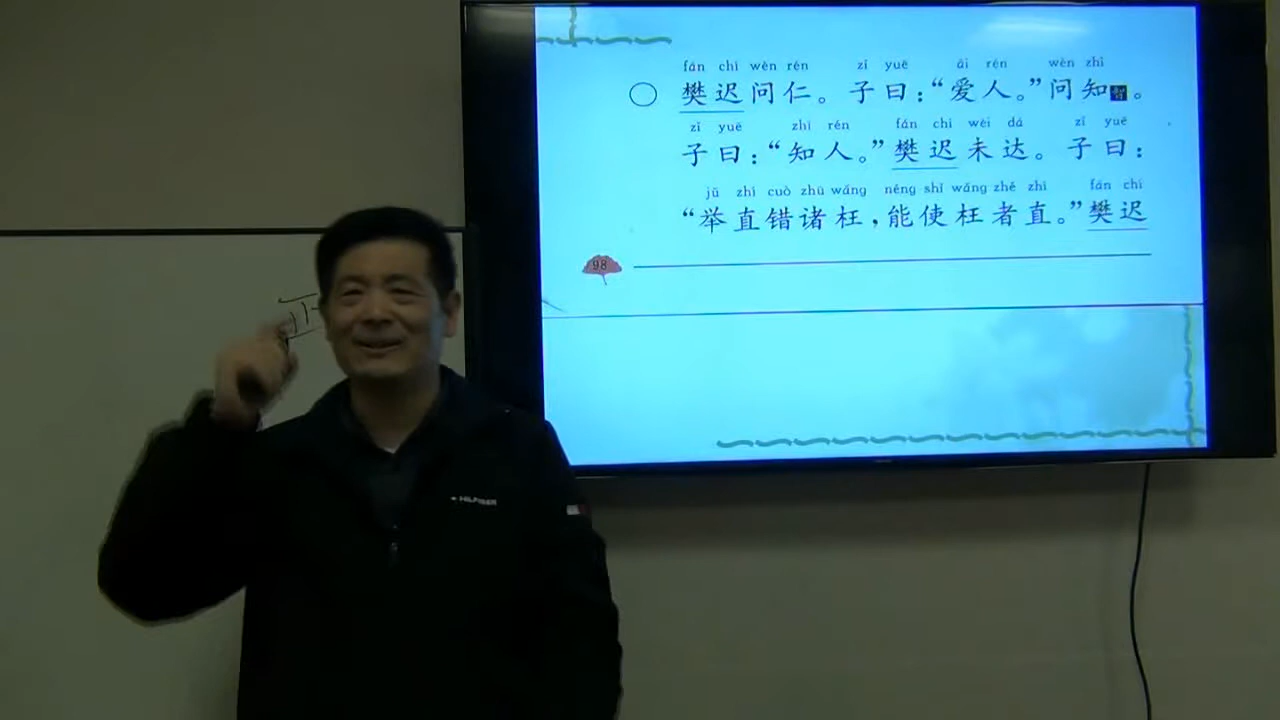 fán chí wèn rén zǐ yuē ài rén wèn zhì
○ 樊迟问仁。子曰：“爱人。”问知智。
zǐ yuē zhī rén fán chí wèi dá zǐ yuē
子曰：“知人。”樊迟未达。子曰：
jǔ zhí cuò zhū wǎng néng shǐ wǎng zhě zhí fán chí
“举直错诸枉，能使枉者直。”樊迟
98
HILFIGER